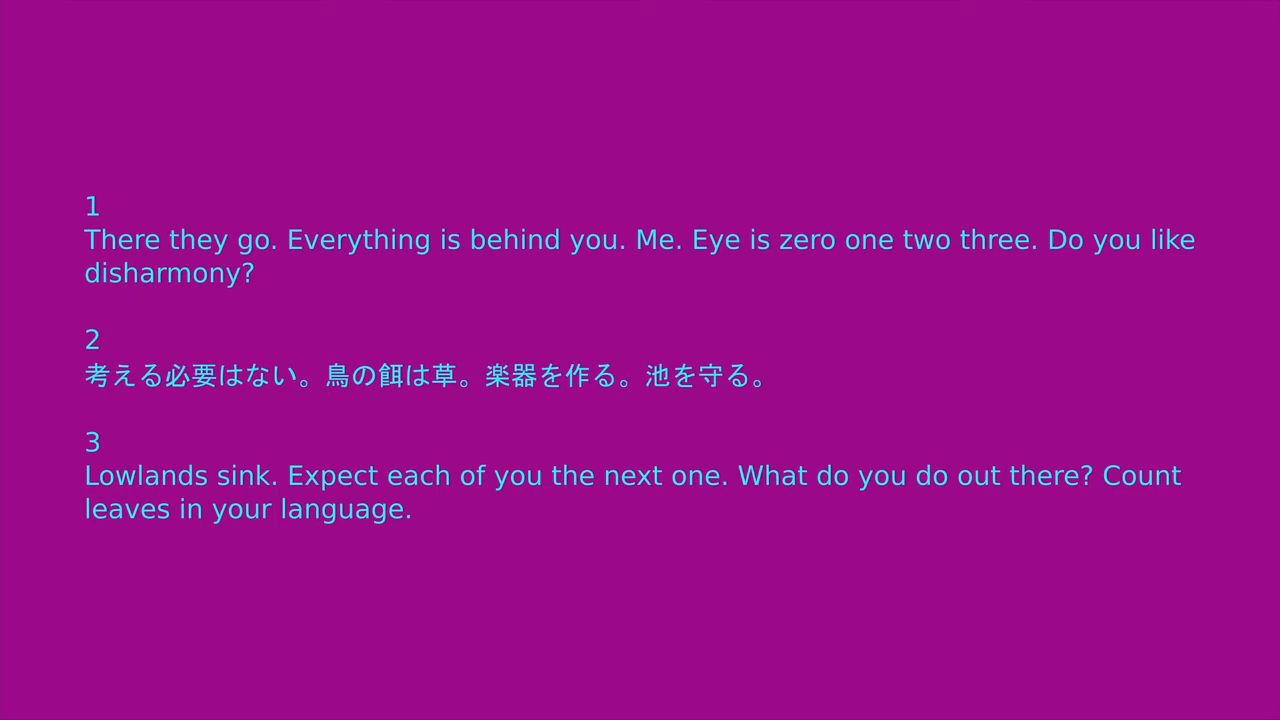 1
There they go. Everything is behind you. Me. Eye is zero one two three. Do you like
disharmony?
2
考える必要はない。鳥の餌は草。楽器を作る。池を守る。
3
Lowlands sink. Expect each of you the next one. What do you do out there? Count
leaves in your language.